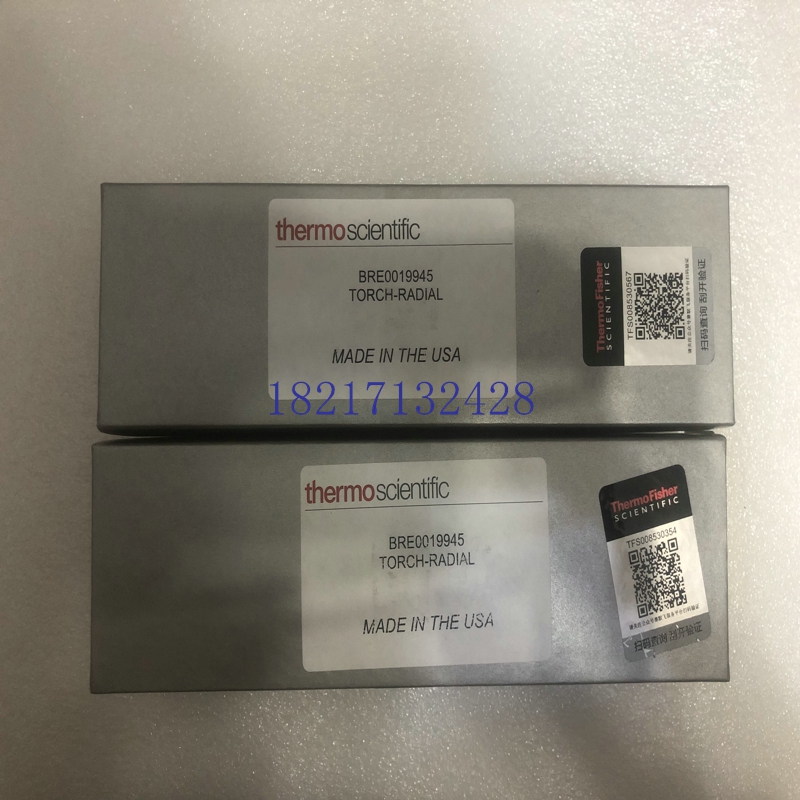 thermoscientific
BRE0019945
TORCH-RADIAL
MADE IN THE USA
ThermoFisher
SCIENTIFIC
TFS008530567
扫码查询 刮开验证
18217132428
thermoscientific
BRE0019945
TORCH-RADIAL
MADE IN THE USA
ThermoFisher
SCIENTIFIC
TFS008530354
扫码查询 刮开验证